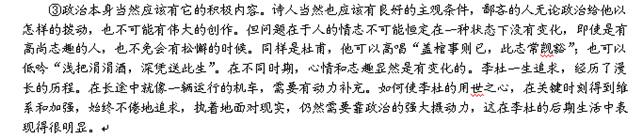 ③政治本身当然应该有它的积极内容。诗人当然也应该有良好的主观条件，鄙吝的人无论政治给他以
怎样的拨动，也不可能有伟大的创作。但问题在于人的情志不可能恒定在一种状态下没有变化，即使是有
高尚志趣的人，也不免会有松懈的时候。同样是杜甫，他可以高唱“盖棺事则已，此志常觊豁”；也可以
低吟“浅把涓涓酒，深凭送此生”。在不同时期，心情和志趣显然是有变化的。李杜一生追求，经历了漫
长的历程。在长途中就像一辆运行的机车，需要有动力补充。如何使李杜的用世之心，在关键时刻得到维
系和加强，始终不倦地追求，执着地面对现实，仍然需要靠政治的强大摄动力，这在李杜的后期生活中表
现得很明显。↵